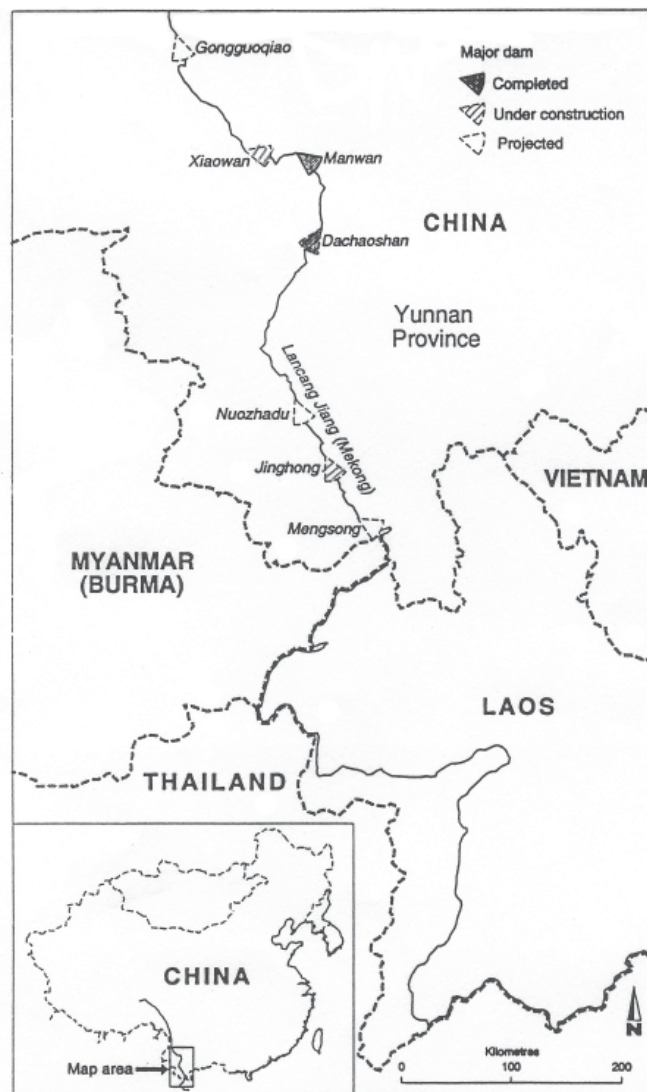 Gongguoqiao
Major dam
Completed
Under construction
Projected
Xiaowan
Manwan
Dachaoshan
CHINA
Yunnan
Province
Lancang Jiang (Mekong)
Nuozhadu
Jinghong
Mengsong
VIETNAM
MYANMAR
(BURMA)
LAOS
THAILAND
CHINA
Map area
N
Kilometres
0 100 200